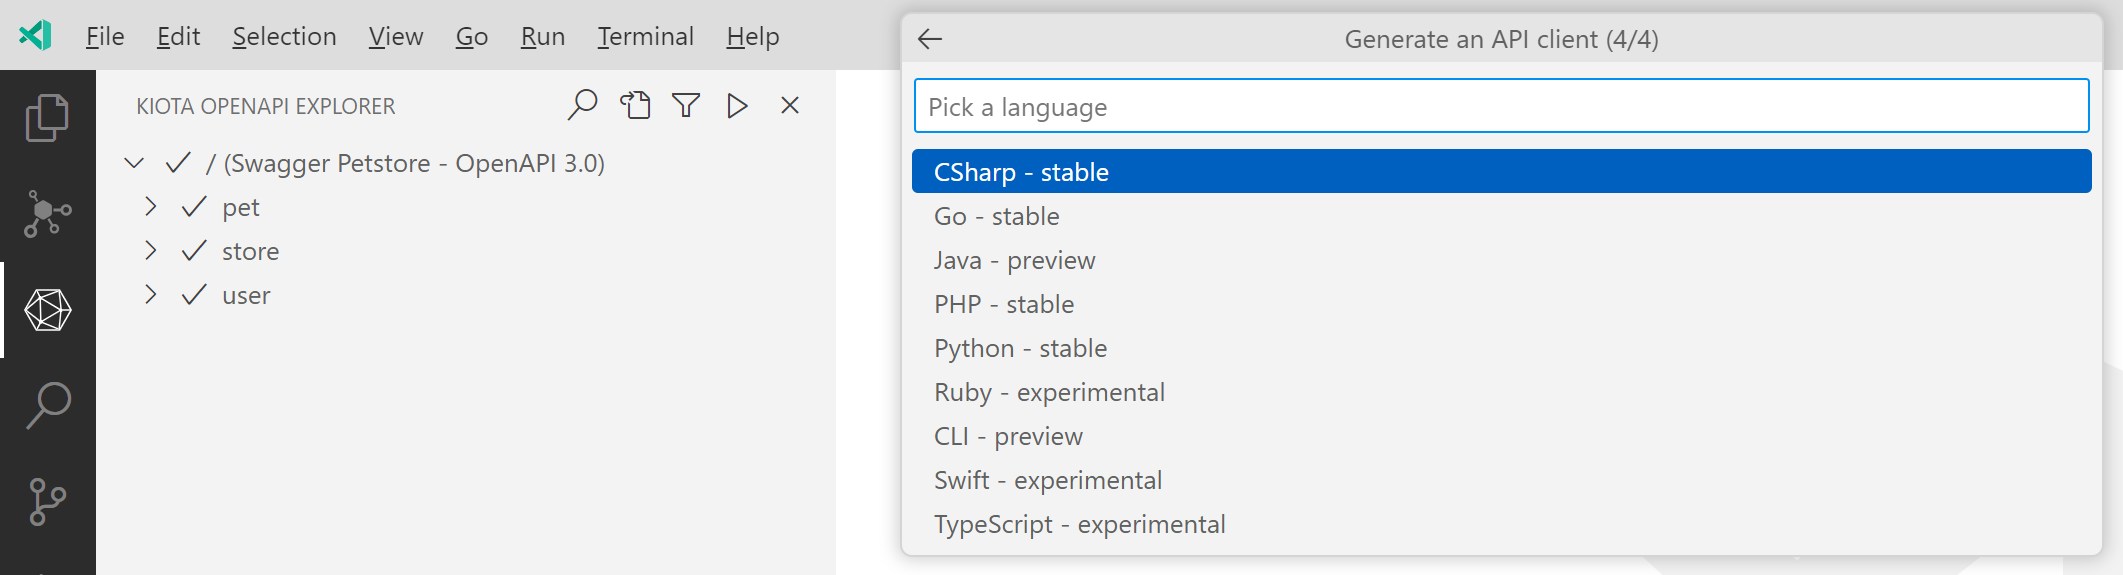 File Edit Selection View Go Run Terminal Help
KIOTA OPENAPI EXPLORER
/ (Swagger Petstore - OpenAPI 3.0)
pet
store
user
Generate an API client (4/4)
Pick a language
CSharp - stable
Go - stable
Java - preview
PHP - stable
Python - stable
Ruby - experimental
CLI - preview
Swift - experimental
TypeScript - experimental